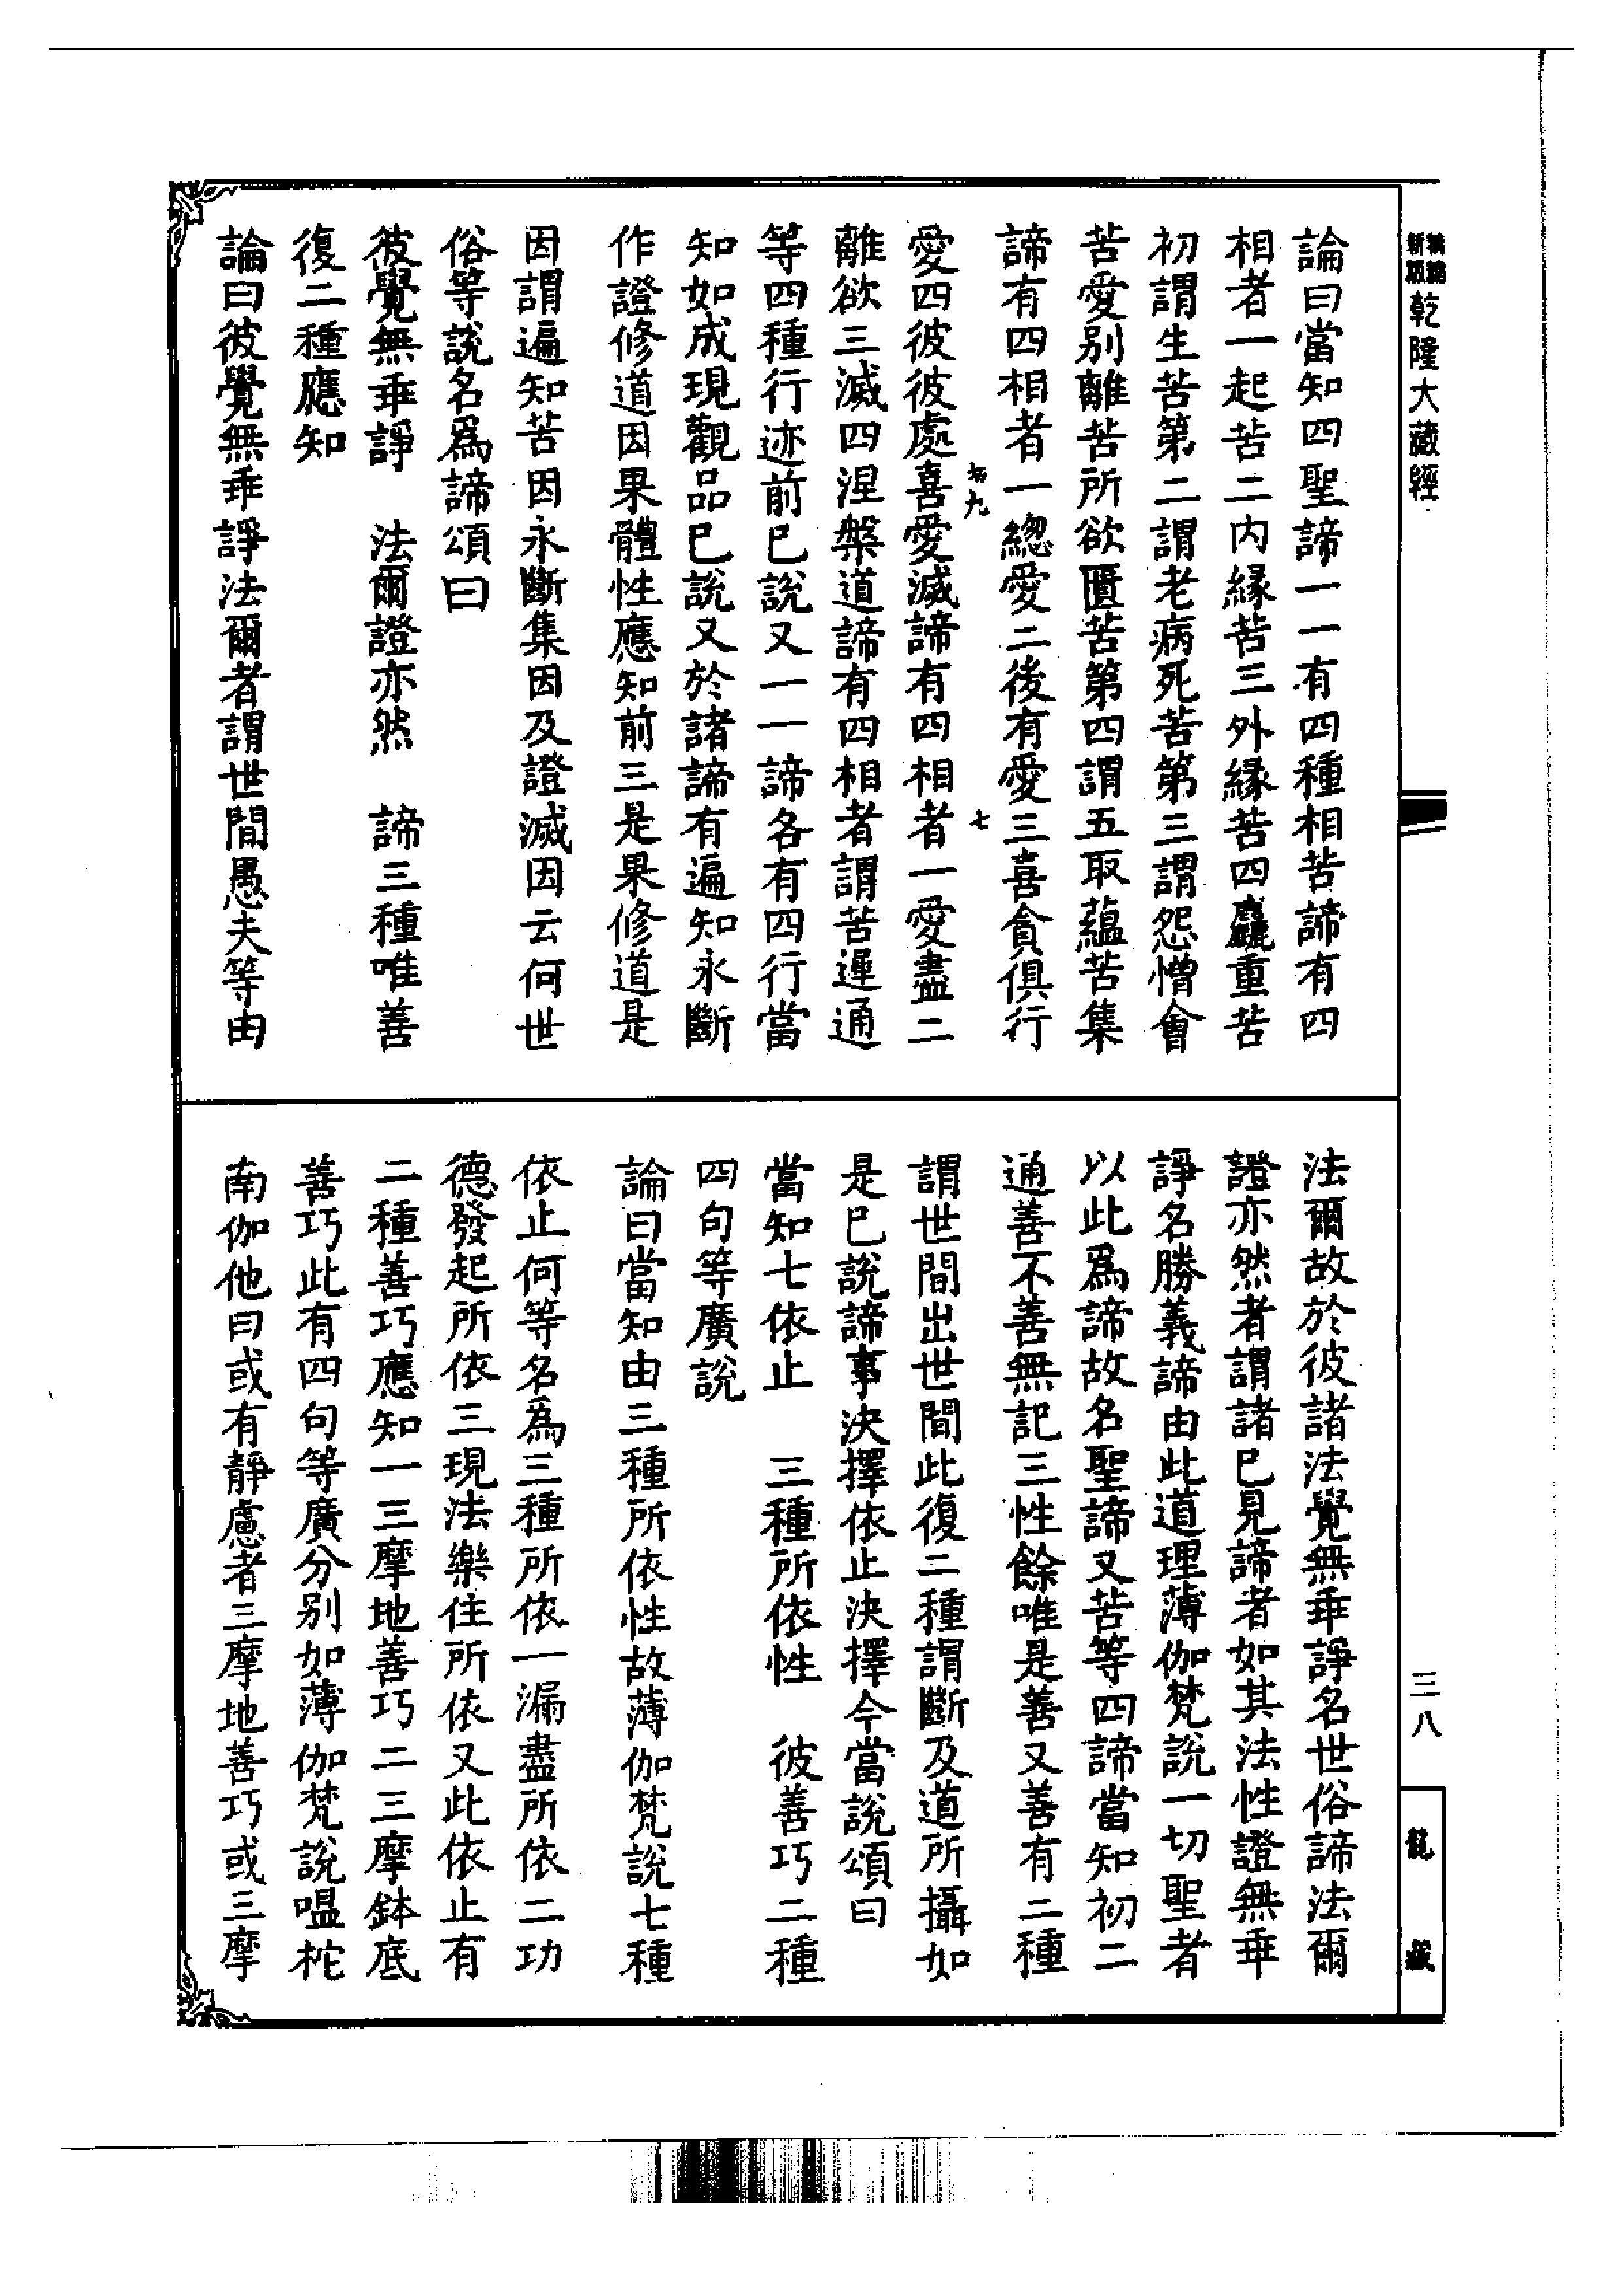 新編縮版乾隆大藏經
論曰當知四聖諦一一有四種相苦諦有四
相者一起苦二内緣苦三外緣苦四麤重苦
初謂生苦第二謂老病死苦第三謂怨憎會
苦愛别離苦所欲匱苦第四謂五取蘊苦集
諦有四相者一緫愛二後有愛三喜貪俱行
愛四彼彼處喜愛滅諦有四相者一愛盡二
離欲三滅四涅槃道諦有四相者謂苦遲通
等四種行迹前已說又一一諦各有四行當
知如成現觀品已說又於諸諦有遍知永斷
作證修道因果體性應知前三是果修道是
因謂遍知苦因永斷集因及證滅因云何世
俗等說名爲諦頌曰
彼覺無乖諍　法爾證亦然　諦三種唯善
復二種應知
論曰彼覺無乖諍法爾者謂世間愚夫等由
法爾故於彼諸法覺無乖諍名世俗諦法爾
證亦然者謂諸已見諦者如其法性證無乖
諍名勝義諦由此道理薄伽梵說一切聖者
以此爲諦故名聖諦又苦等四諦當知初二
通善不善無記三性餘唯是善又善有二種
謂世間出世間此復二種謂斷及道所攝如
是已說諦事決擇依止決擇今當說頌曰
當知七依止　三種所依性　彼善巧二種
四句等廣說
論曰當知由三種所依性故薄伽梵說七種
依止何等名爲三種所依一漏盡所依二功
德發起所依三現法樂住所依又此依止有
二種善巧應知一三摩地善巧二三摩鉢底
善巧此有四句等廣分别如薄伽梵說嗢柁
南伽他曰或有靜慮者三摩地善巧或三摩
九
七
三八
龍藏